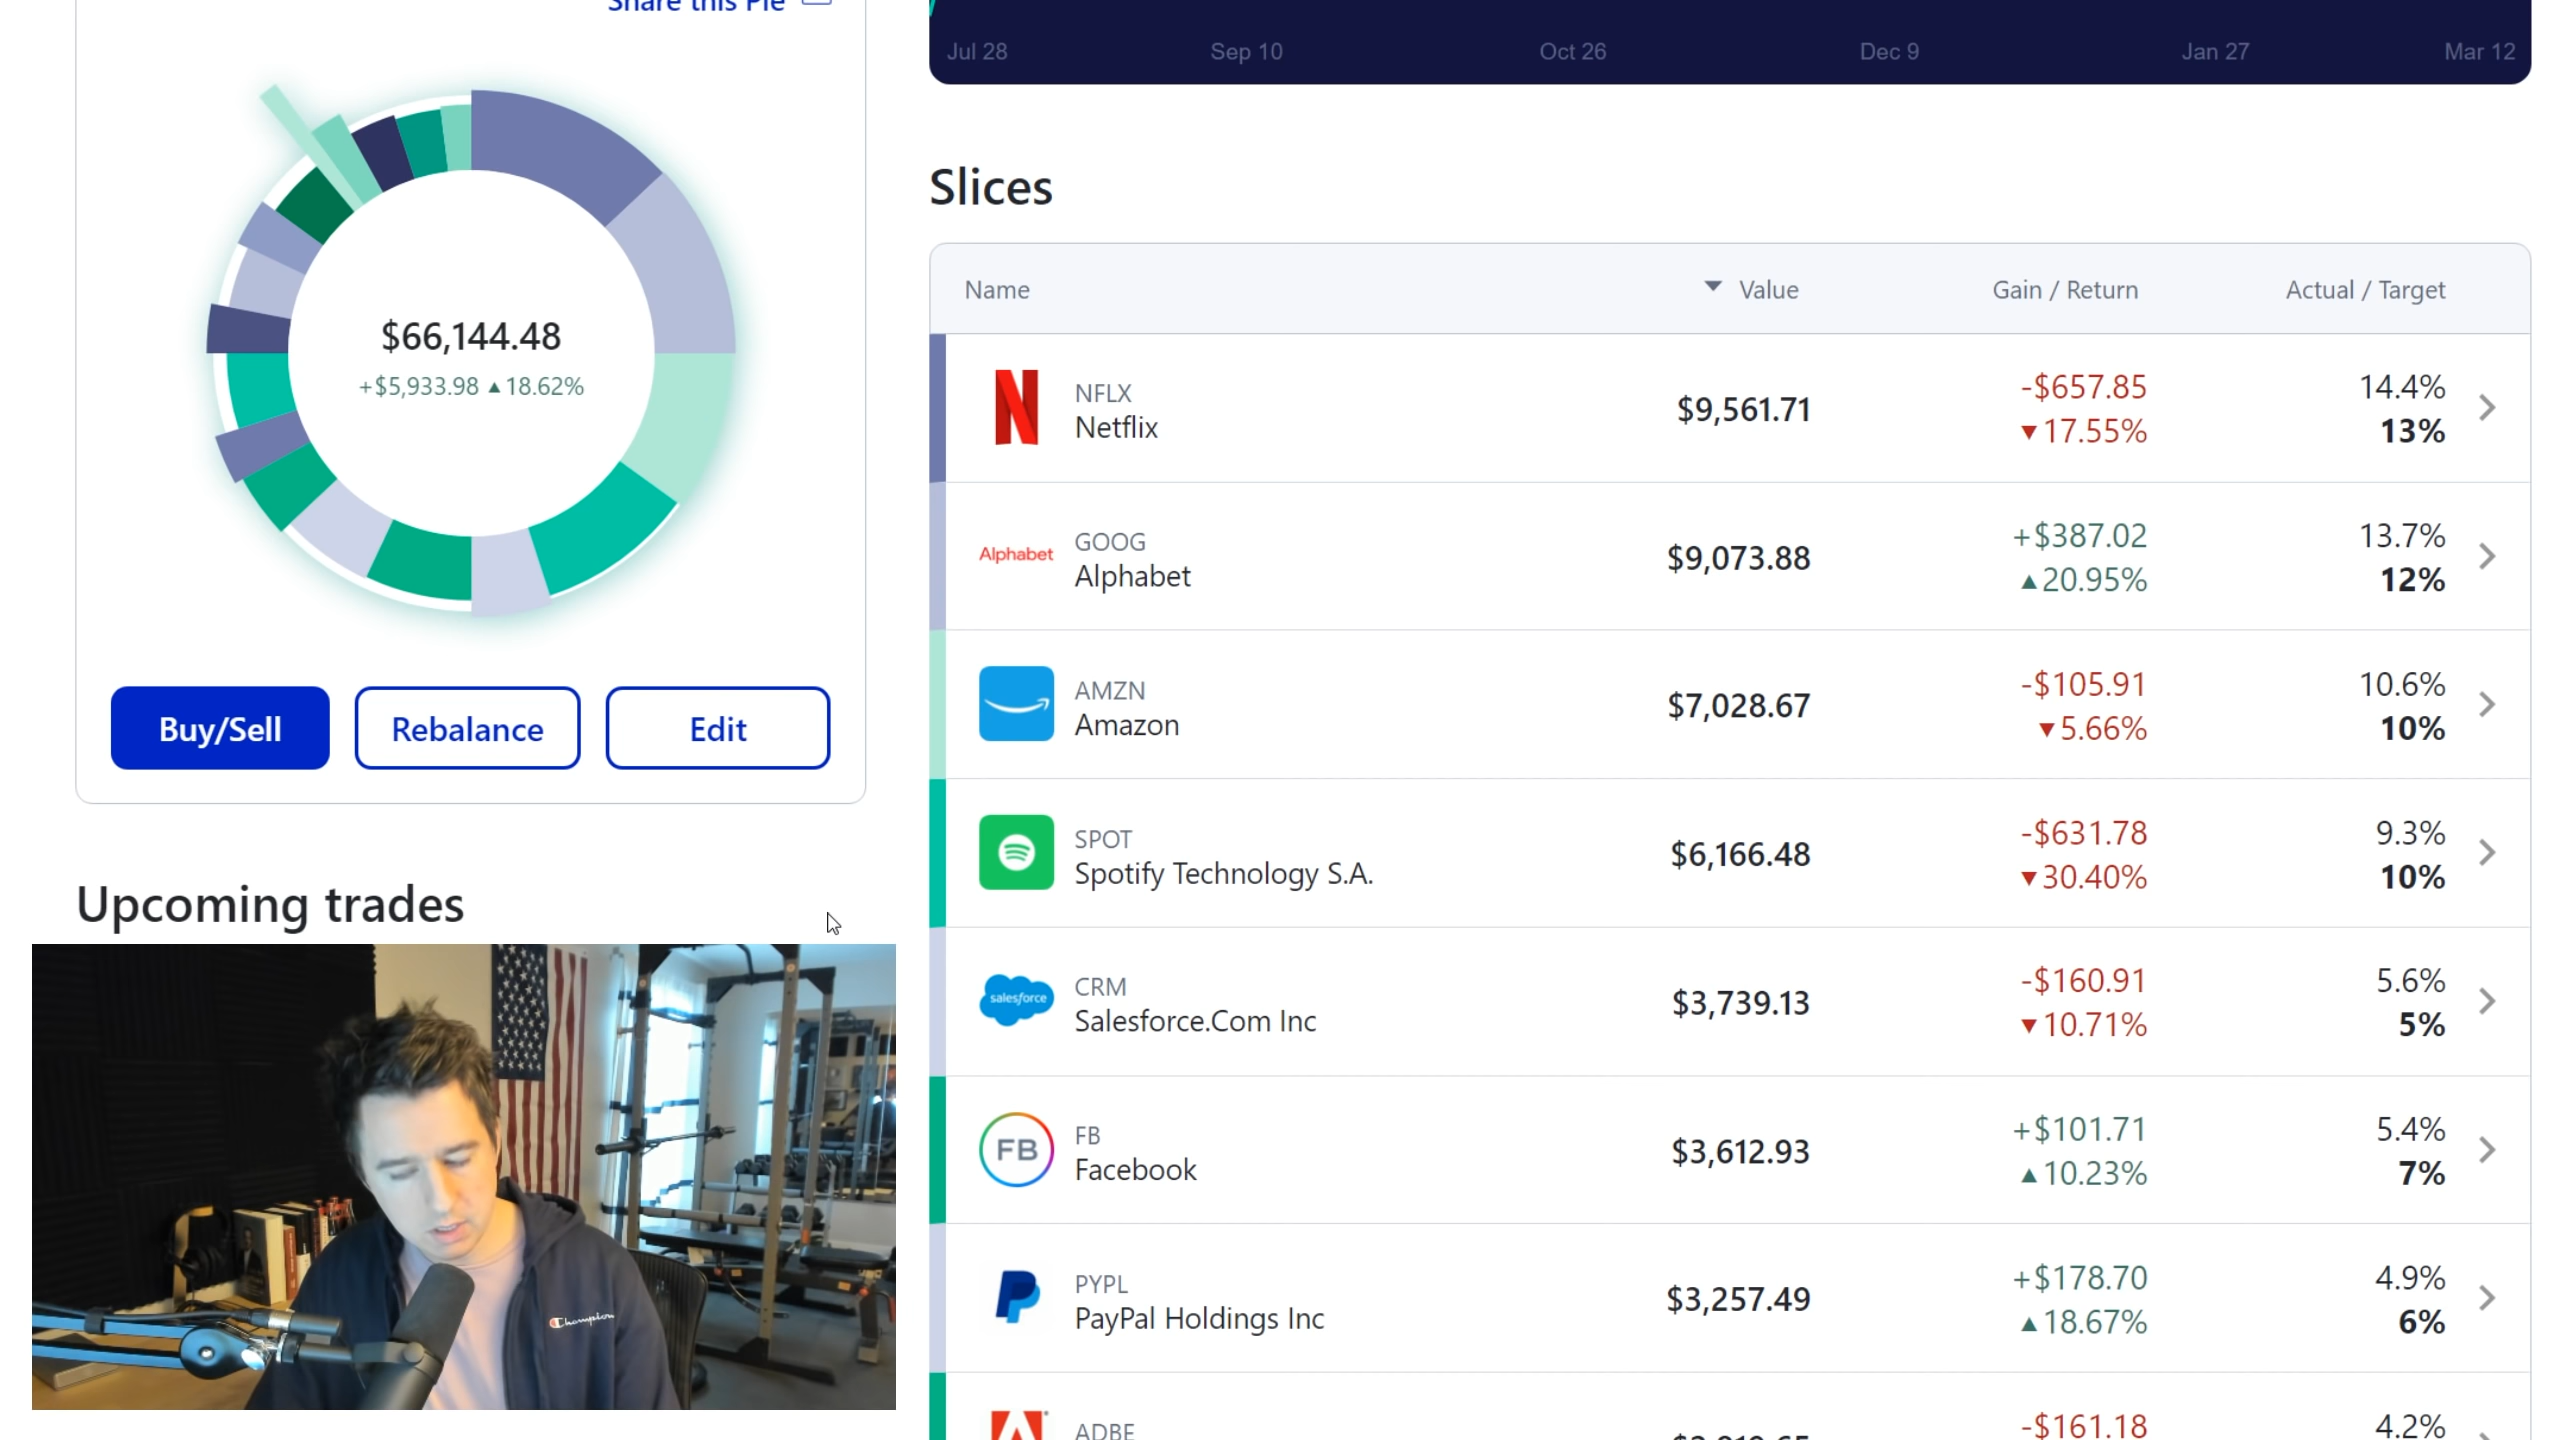 Share this Pie
$66,144.48
+$5,933.98 ▲18.62%
Buy/Sell
Rebalance
Edit
Upcoming trades
Champion
Jul 28
Sep 10
Oct 26
Dec 9
Jan 27
Mar 12
Slices
Name
▼ Value
Gain / Return
Actual / Target
NFLX
Netflix
$9,561.71
-$657.85
▼17.55%
14.4%
13%
Alphabet
GOOG
Alphabet
$9,073.88
+$387.02
▲20.95%
13.7%
12%
AMZN
Amazon
$7,028.67
-$105.91
▼5.66%
10.6%
10%
SPOT
Spotify Technology S.A.
$6,166.48
-$631.78
▼30.40%
9.3%
10%
salesforce
CRM
Salesforce.Com Inc
$3,739.13
-$160.91
▼10.71%
5.6%
5%
FB
FB
Facebook
$3,612.93
+$101.71
▲10.23%
5.4%
7%
PYPL
PayPal Holdings Inc
$3,257.49
+$178.70
▲18.67%
4.9%
6%
ADBE
-$161.18
4.2%